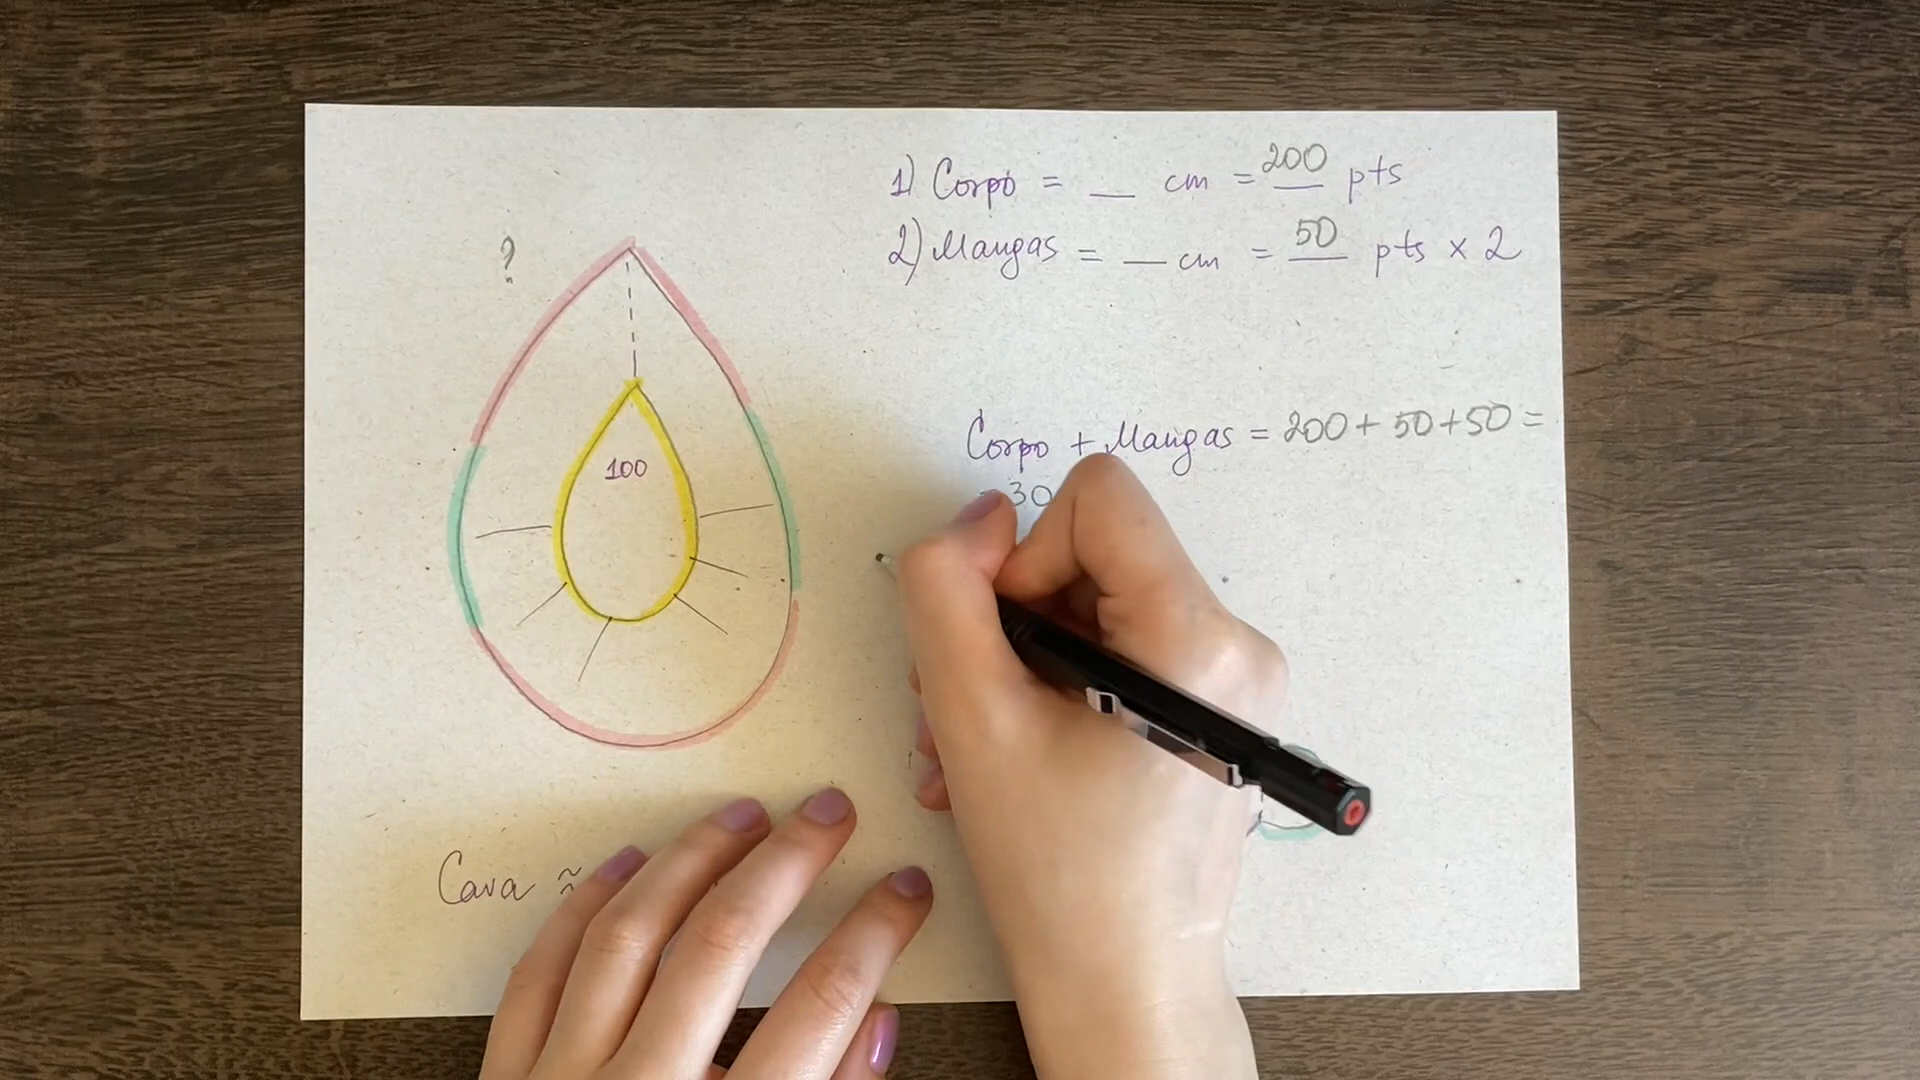 1) Corpo = __ cm = 200 pts
2) Mangas = __ cm = 50 pts x 2
?
100
Corpo + Mangas = 200 + 50 + 50 =
= 30
Cava ≈